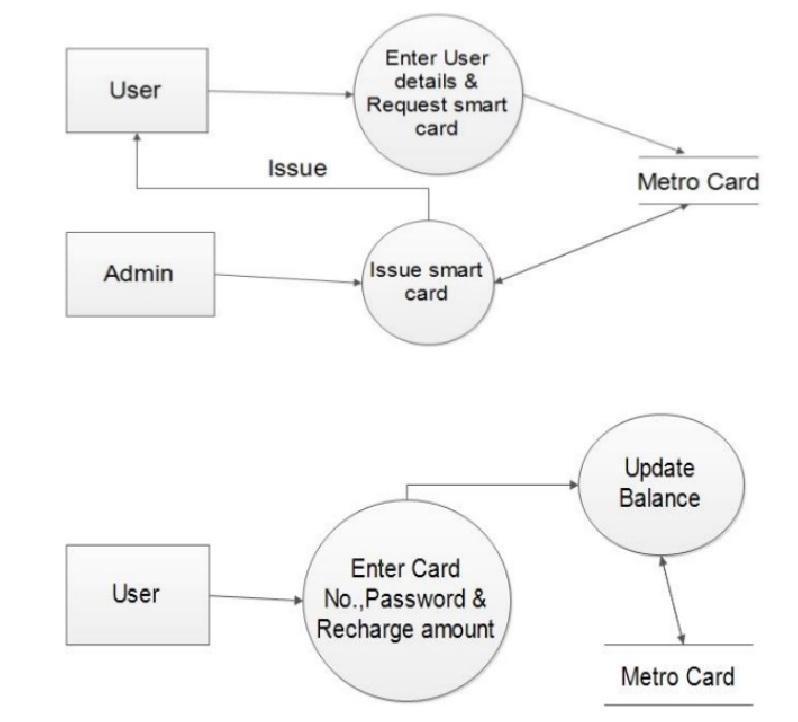 User
Enter User
details &
Request smart
card
Issue
Metro Card
Admin
Issue smart
card
Update
Balance
User
Enter Card
No.,Password &
Recharge amount
Metro Card